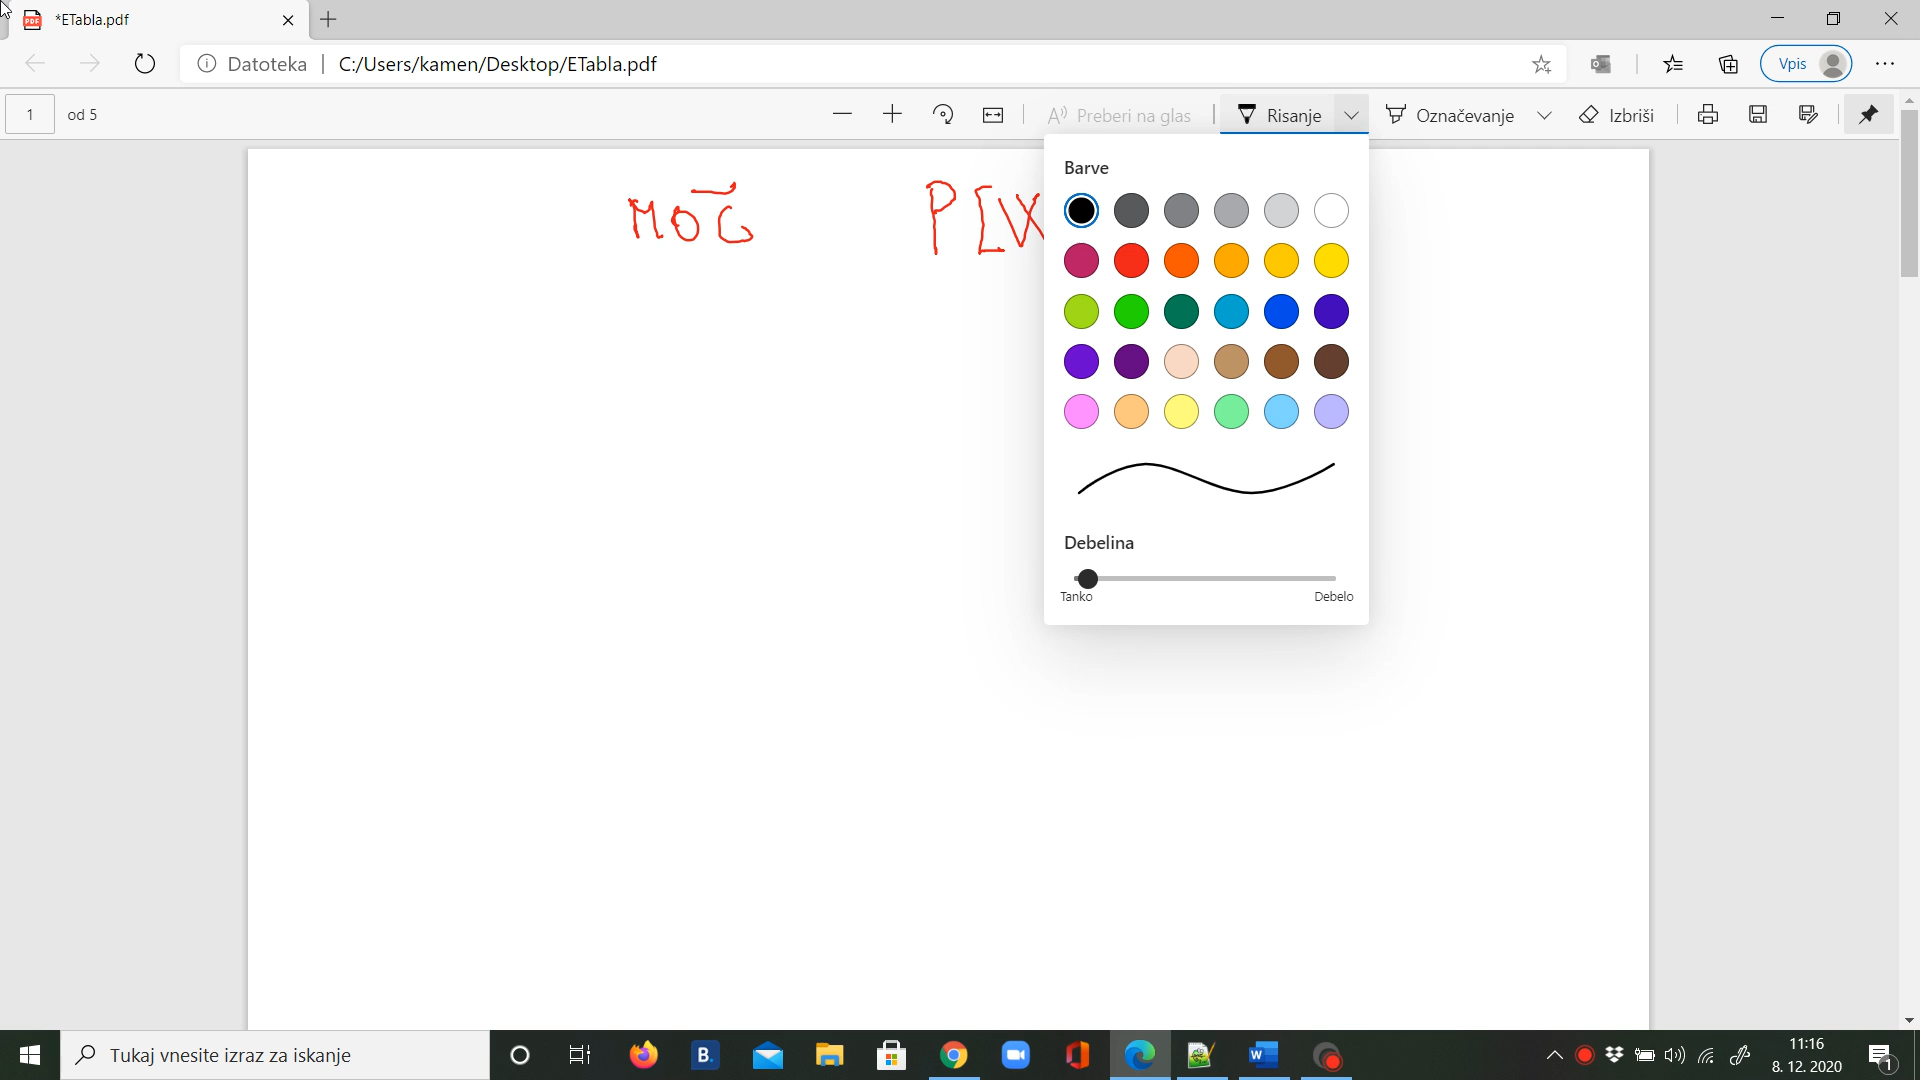 *ETabla.pdf
Datoteka | C:/Users/kamen/Desktop/ETabla.pdf
Vpis
1 od 5
Preberi na glas
Risanje
Označevanje
Izbriši
MOČ P[W
Barve
Debelina
Tanko Debelo
Tukaj vnesite izraz za iskanje
B.
11:16
8. 12. 2020
1